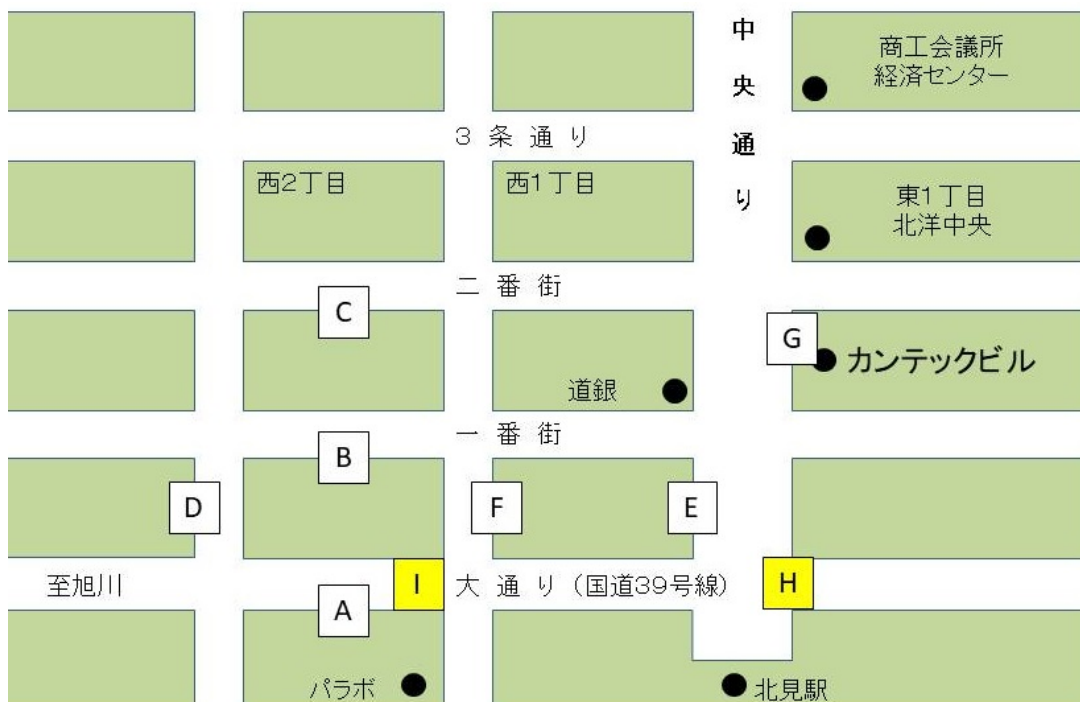 中央通り
商工会議所
経済センター
３条通り
西2丁目
西1丁目
東1丁目
北洋中央
二番街
C
G
カンテックビル
道銀
一番街
B
D
F
E
至旭川
I
大通り（国道39号線）
H
A
パラボ
北見駅